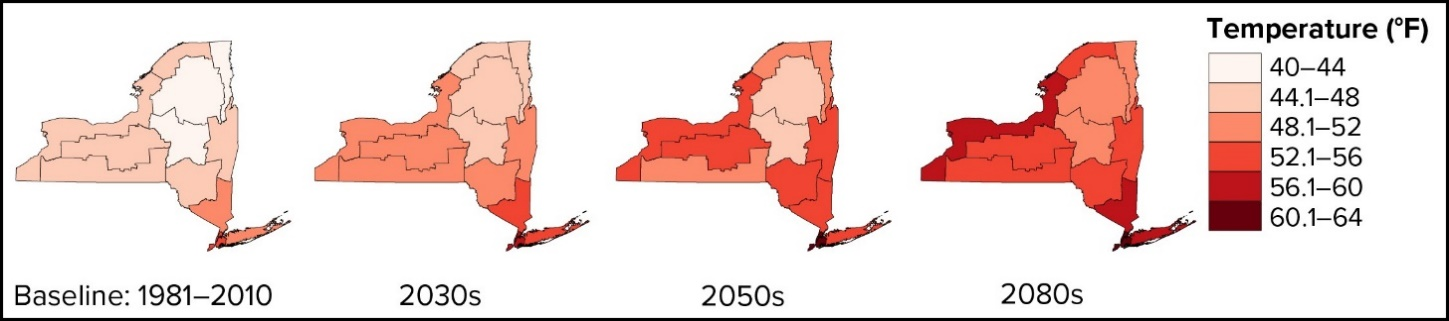 Temperature (°F)
40–44
44.1–48
48.1–52
52.1–56
56.1–60
60.1–64
Baseline: 1981–2010
2030s
2050s
2080s